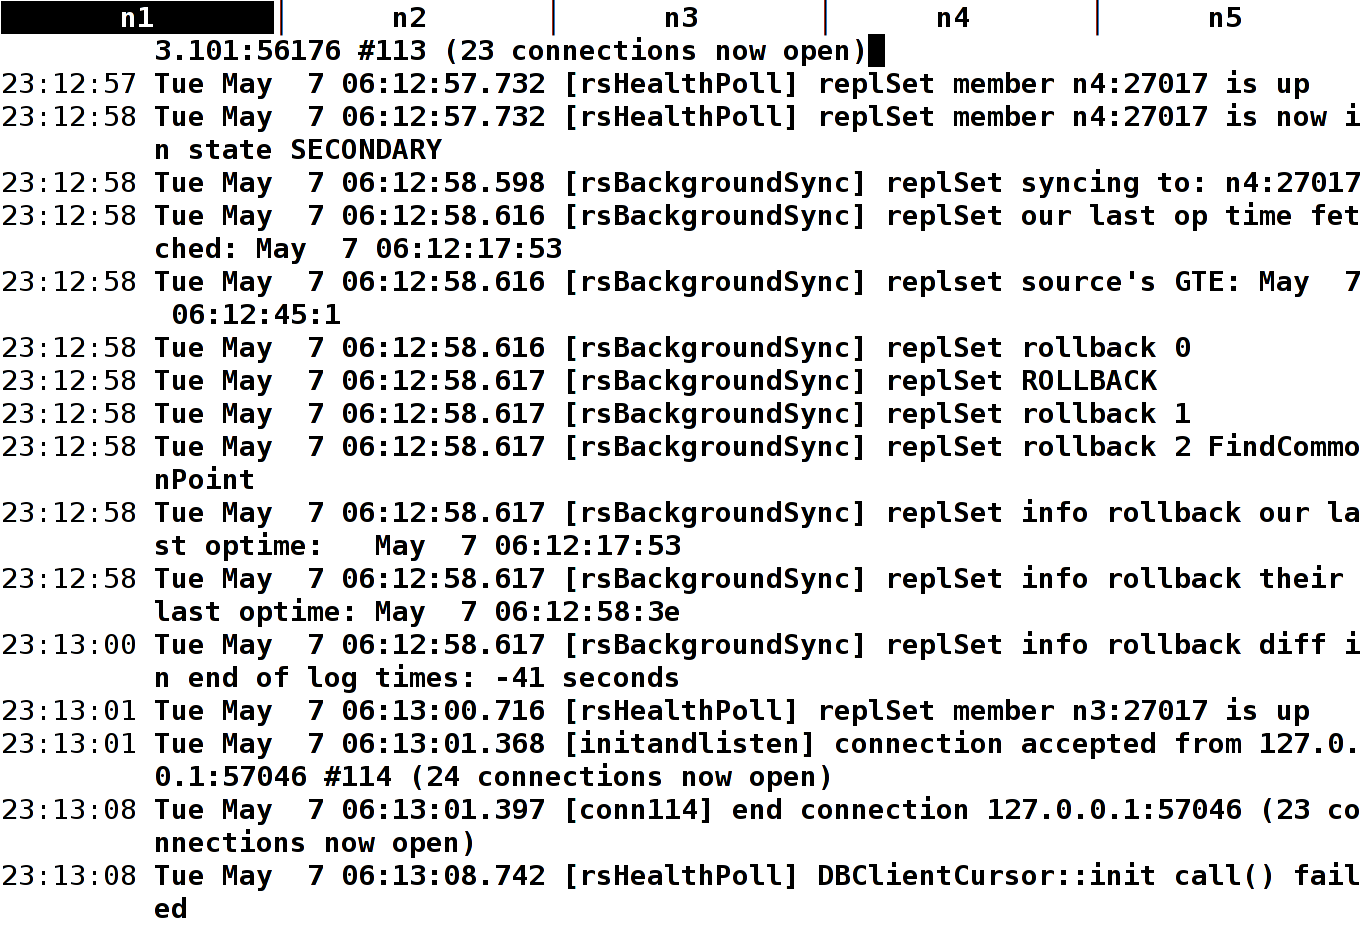 n1 │ n2 │ n3 │ n4 │ n5
3.101:56176 #113 (23 connections now open)
23:12:57 Tue May  7 06:12:57.732 [rsHealthPoll] replSet member n4:27017 is up
23:12:58 Tue May  7 06:12:57.732 [rsHealthPoll] replSet member n4:27017 is now i
n state SECONDARY
23:12:58 Tue May  7 06:12:58.598 [rsBackgroundSync] replSet syncing to: n4:27017
23:12:58 Tue May  7 06:12:58.616 [rsBackgroundSync] replSet our last op time fet
ched: May  7 06:12:17:53
23:12:58 Tue May  7 06:12:58.616 [rsBackgroundSync] replset source's GTE: May  7
06:12:45:1
23:12:58 Tue May  7 06:12:58.616 [rsBackgroundSync] replSet rollback 0
23:12:58 Tue May  7 06:12:58.617 [rsBackgroundSync] replSet ROLLBACK
23:12:58 Tue May  7 06:12:58.617 [rsBackgroundSync] replSet rollback 1
23:12:58 Tue May  7 06:12:58.617 [rsBackgroundSync] replSet rollback 2 FindCommo
nPoint
23:12:58 Tue May  7 06:12:58.617 [rsBackgroundSync] replSet info rollback our la
st optime:   May  7 06:12:17:53
23:12:58 Tue May  7 06:12:58.617 [rsBackgroundSync] replSet info rollback their
last optime: May  7 06:12:58:3e
23:13:00 Tue May  7 06:12:58.617 [rsBackgroundSync] replSet info rollback diff i
n end of log times: -41 seconds
23:13:01 Tue May  7 06:13:00.716 [rsHealthPoll] replSet member n3:27017 is up
23:13:01 Tue May  7 06:13:01.368 [initandlisten] connection accepted from 127.0.
0.1:57046 #114 (24 connections now open)
23:13:08 Tue May  7 06:13:01.397 [conn114] end connection 127.0.0.1:57046 (23 co
nnections now open)
23:13:08 Tue May  7 06:13:08.742 [rsHealthPoll] DBClientCursor::init call() fail
ed